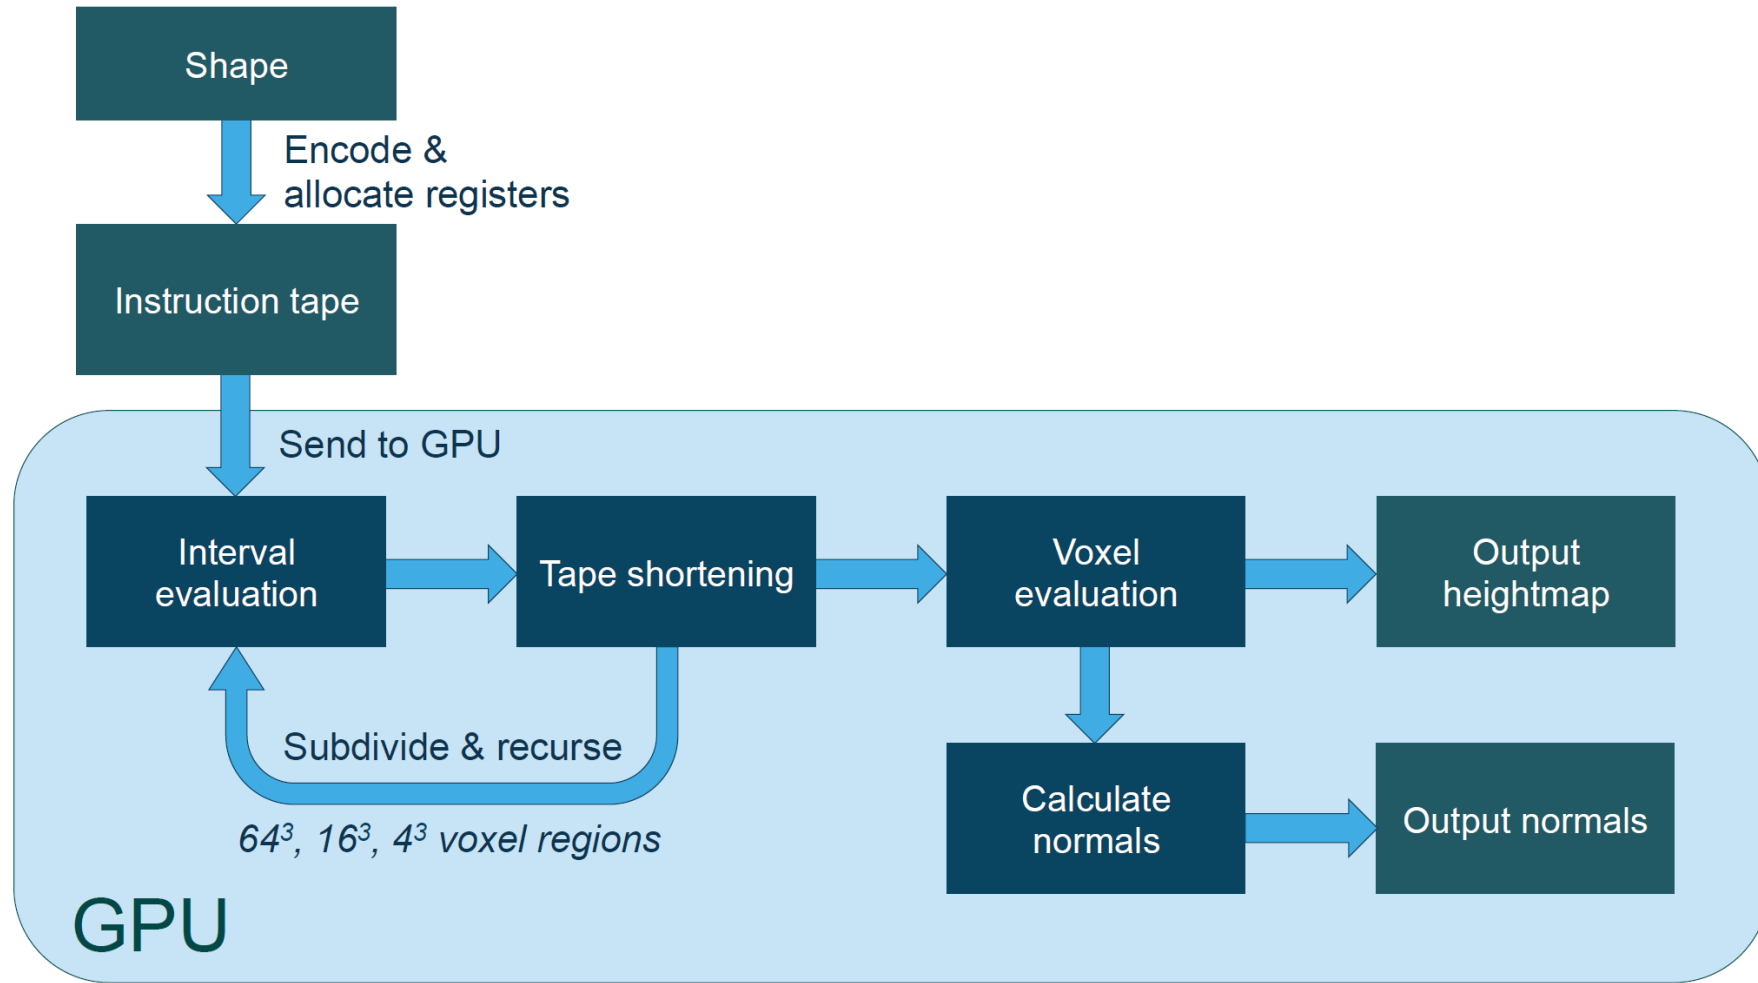 Shape
Encode &
allocate registers
Instruction tape
Send to GPU
Interval
evaluation
Tape shortening
Voxel
evaluation
Output
heightmap
Subdivide & recurse
64³, 16³, 4³ voxel regions
Calculate
normals
Output normals
GPU